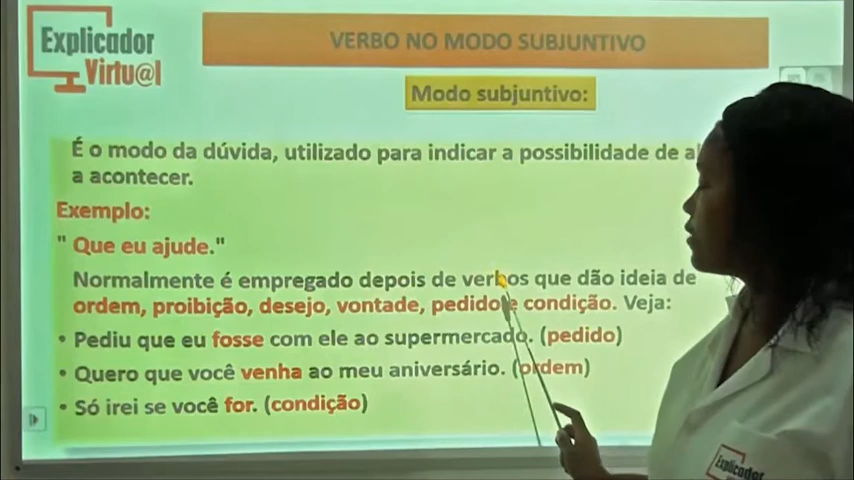 Explicador
Virtu@l
VERBO NO MODO SUBJUNTIVO
Modo subjuntivo:
É o modo da dúvida, utilizado para indicar a possibilidade de
a acontecer.
Exemplo:
" Que eu ajude."
Normalmente é empregado depois de verbos que dão ideia de
ordem, proibição, desejo, vontade, pedido e condição. Veja:
• Pediu que eu fosse com ele ao supermercado. (pedido)
• Quero que você venha ao meu aniversário. (ordem)
• Só irei se você for. (condição)
Explicador